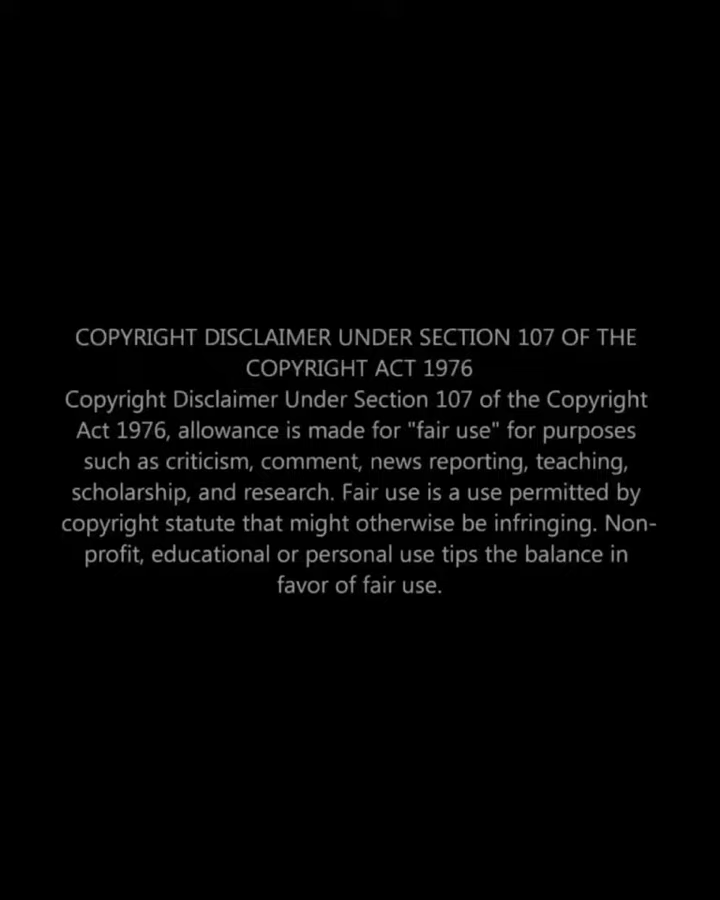 COPYRIGHT DISCLAIMER UNDER SECTION 107 OF THE
COPYRIGHT ACT 1976
Copyright Disclaimer Under Section 107 of the Copyright
Act 1976, allowance is made for "fair use" for purposes
such as criticism, comment, news reporting, teaching,
scholarship, and research. Fair use is a use permitted by
copyright statute that might otherwise be infringing. Non-
profit, educational or personal use tips the balance in
favor of fair use.